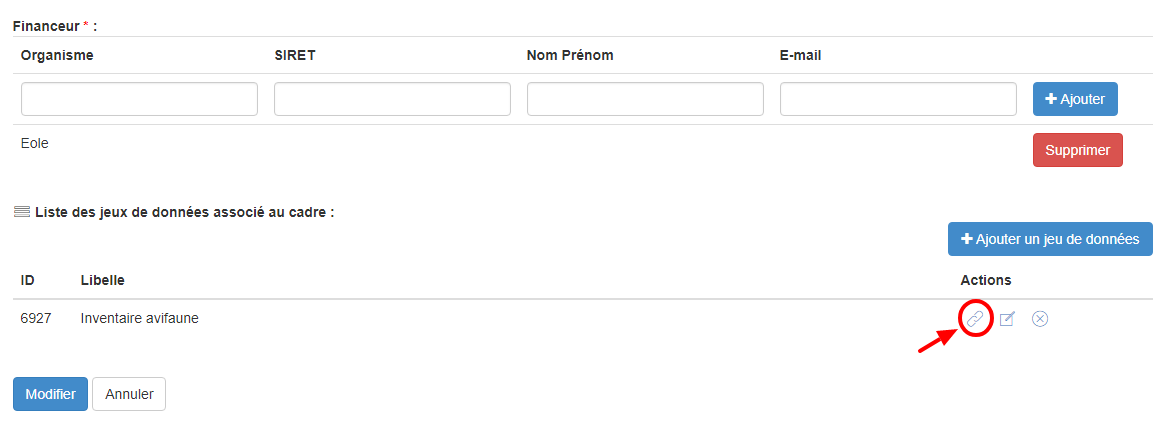 Financeur * :
Organisme SIRET Nom Prénom E-mail
+ Ajouter
Eole Supprimer
Liste des jeux de données associé au cadre :
+ Ajouter un jeu de données
ID Libelle Actions
6927 Inventaire avifaune
Modifier Annuler